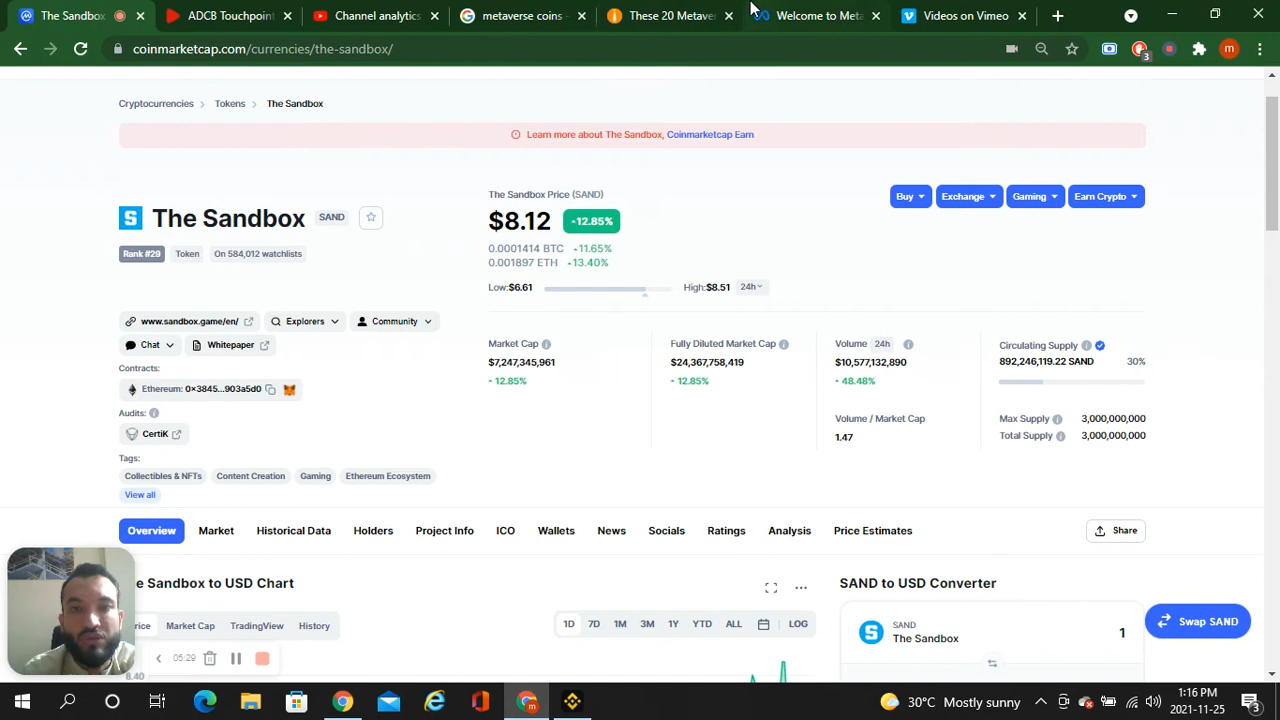 The Sandbox
ADCB Touchpoint
Channel analytics
metaverse coins -
These 20 Metaver
Welcome to Meta
Videos on Vimeo
coinmarketcap.com/currencies/the-sandbox/
3
m
Cryptocurrencies > Tokens > The Sandbox
Learn more about The Sandbox, Coinmarketcap Earn
The Sandbox Price (SAND)
Buy
Exchange
Gaming
Earn Crypto
The Sandbox SAND
$8.12 12.85%
Rank #29 Token On 584,012 watchlists
0.0001414 BTC 11.65%
0.001897 ETH 13.40%
Low:$6.61 High:$8.51 24h
www.sandbox.game/en/ Explorers Community
Chat Whitepaper
Contracts:
Ethereum: 0×3845...903a5d0
Audits:
CertiK
Tags:
Collectibles & NFTs Content Creation Gaming Ethereum Ecosystem
View all
Market Cap
$7,247,345,961
12.85%
Fully Diluted Market Cap
$24,367,758,419
12.85%
Volume 24h
$10,577,132,890
48.48%
Volume / Market Cap
1.47
Circulating Supply
892,246,119.22 SAND 30%
Max Supply 3,000,000,000
Total Supply 3,000,000,000
Overview Market Historical Data Holders Project Info ICO Wallets News Socials Ratings Analysis Price Estimates Share
e Sandbox to USD Chart
SAND to USD Converter
rice Market Cap TradingView History
1D 7D 1M 3M 1Y YTD ALL LOG
SAND
The Sandbox 1
Swap SAND
05:29
8.40
30°C Mostly sunny
1:16 PM
2021-11-25
3